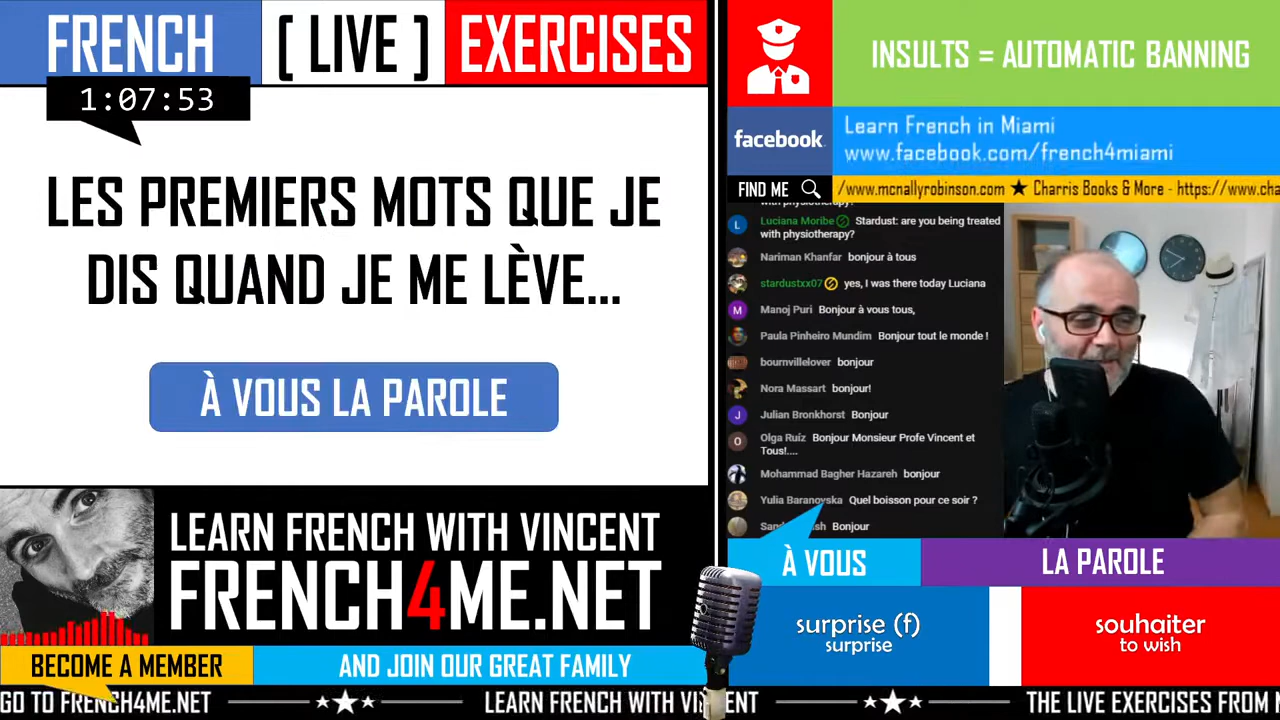 FRENCH [ LIVE ] EXERCISES
1:07:53
LES PREMIERS MOTS QUE JE
DIS QUAND JE ME LÈVE...
À VOUS LA PAROLE
LEARN FRENCH WITH VINCENT
FRENCH4ME.NET
BECOME A MEMBER
AND JOIN OUR GREAT FAMILY
INSULTS = AUTOMATIC BANNING
facebook.
Learn French in Miami
www.facebook.com/french4miami
FIND ME
/www.mcnallyrobinson.com ★ Charris Books & More - https://www.cha
with physiotherapy?
Luciana Moribe Stardust: are you being treated
with physiotherapy?
Nariman Khanfar bonjour à tous
stardustxx07 yes, I was there today Luciana
M Manoj Puri Bonjour à vous tous,
Paula Pinheiro Mundim Bonjour tout le monde !
bournvillelover bonjour
Nora Massart bonjour!
J Julian Bronkhorst Bonjour
O Olga Ruíz Bonjour Monsieur Profe Vincent et
Tous!....
Mohammad Bagher Hazareh bonjour
Yulia Baranovska Quel boisson pour ce soir ?
Bonjour
À VOUS
LA PAROLE
surprise (f)
surprise
souhaiter
to wish
GO TO FRENCH4ME.NET ★ LEARN FRENCH WITH VINCENT ★ THE LIVE EXERCISES FROM